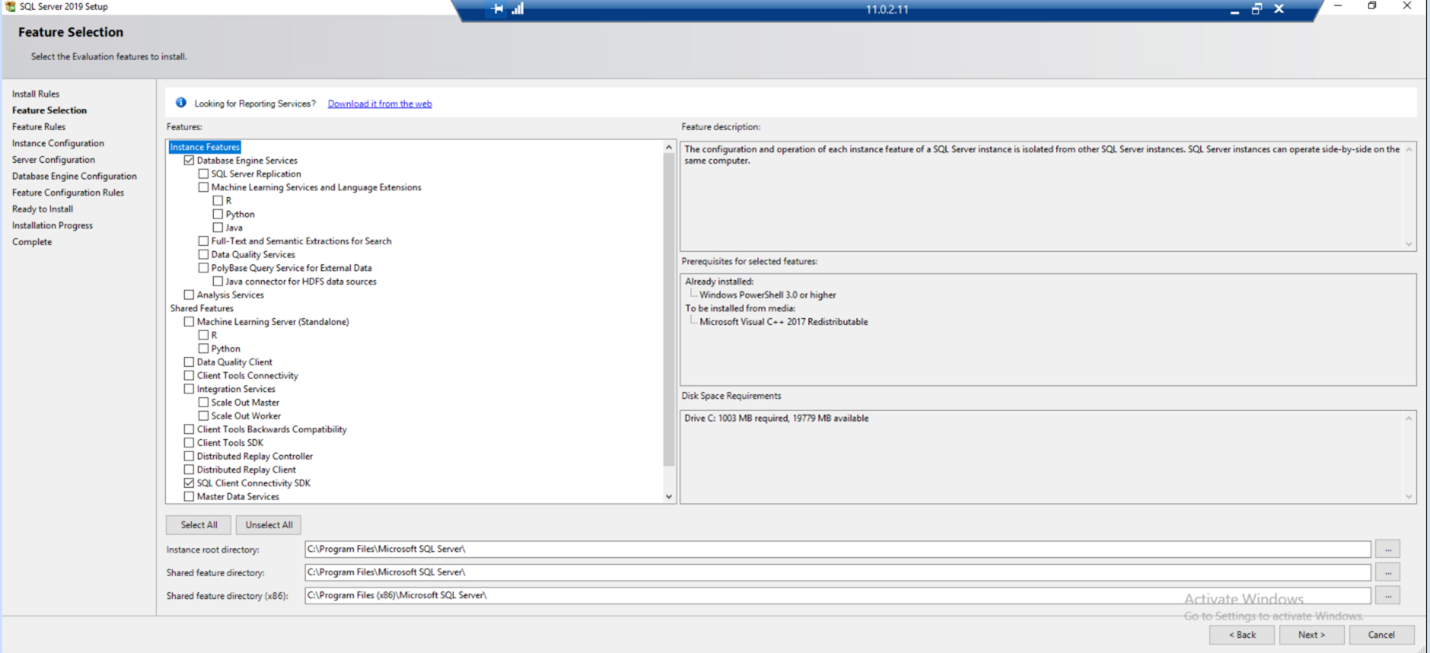 SQL Server 2019 Setup
11.0.2.11
Feature Selection
Select the Evaluation features to install.
Install Rules
Feature Selection
Feature Rules
Instance Configuration
Server Configuration
Database Engine Configuration
Feature Configuration Rules
Ready to Install
Installation Progress
Complete
Looking for Reporting Services? Download it from the web
Features:
Instance Features
Database Engine Services
SQL Server Replication
Machine Learning Services and Language Extensions
R
Python
Java
Full-Text and Semantic Extractions for Search
Data Quality Services
PolyBase Query Service for External Data
Java connector for HDFS data sources
Analysis Services
Shared Features
Machine Learning Server (Standalone)
R
Python
Data Quality Client
Client Tools Connectivity
Integration Services
Scale Out Master
Scale Out Worker
Client Tools Backwards Compatibility
Client Tools SDK
Distributed Replay Controller
Distributed Replay Client
SQL Client Connectivity SDK
Master Data Services
Feature description:
The configuration and operation of each instance feature of a SQL Server instance is isolated from other SQL Server instances. SQL Server instances can operate side-by-side on the
same computer.
Prerequisites for selected features:
Already installed:
Windows PowerShell 3.0 or higher
To be installed from media:
Microsoft Visual C++ 2017 Redistributable
Disk Space Requirements
Drive C: 1003 MB required, 19779 MB available
Select All
Unselect All
Instance root directory: C:\Program Files\Microsoft SQL Server\ ...
Shared feature directory: C:\Program Files\Microsoft SQL Server\ ...
Shared feature directory (x86): C:\Program Files (x86)\Microsoft SQL Server\ ...
Activate Windows
Go to Settings to activate Windows.
< Back
Next >
Cancel